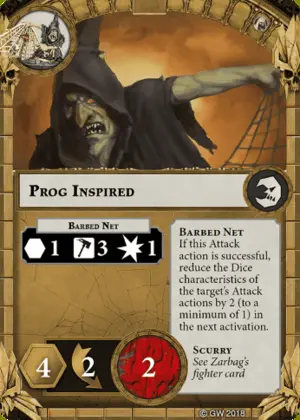 PROG INSPIRED
BARBED NET
1 3 1
BARBED NET
If this Attack
action is successful,
reduce the Dice
characteristics of
the target's Attack
actions by 2 (to a
minimum of 1) in
the next activation.
SCURRY
See Zarbag's
fighter card
4 2 2
© GW 2018